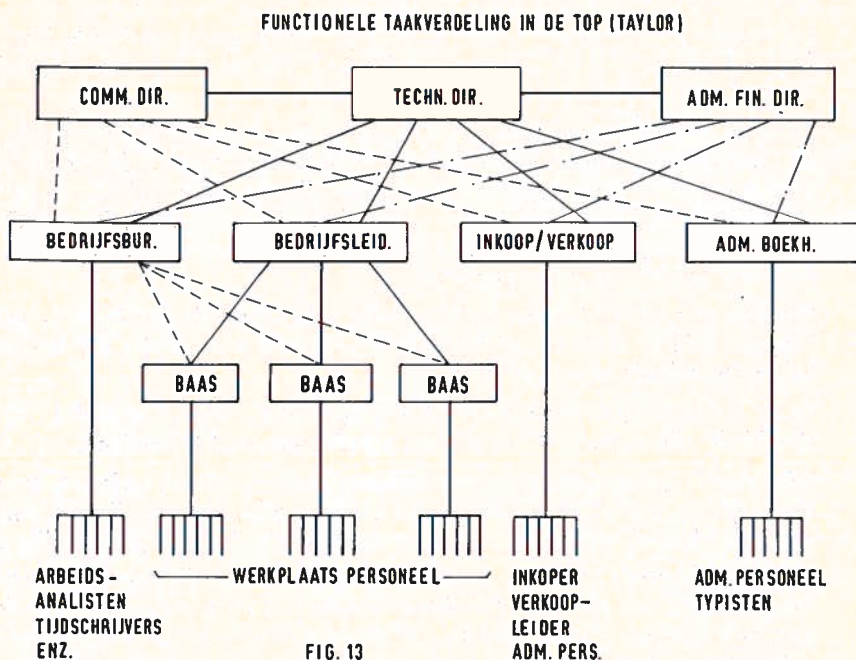 FUNCTIONELE TAAKVERDELING IN DE TOP (TAYLOR)
COMM. DIR.
TECHN. DIR.
ADM. FIN. DIR.
BEDRIJFSBUR.
BEDRIJFSLEID.
INKOOP/VERKOOP
ADM. BOEKH.
BAAS
BAAS
BAAS
ARBEIDS-
ANALISTEN
TIJDSCHRIJVERS
ENZ.
WERKPLAATS PERSONEEL
INKOPER
VERKOOP-
LEIDER
ADM. PERS.
ADM. PERSONEEL
TYPISTEN
FIG. 13